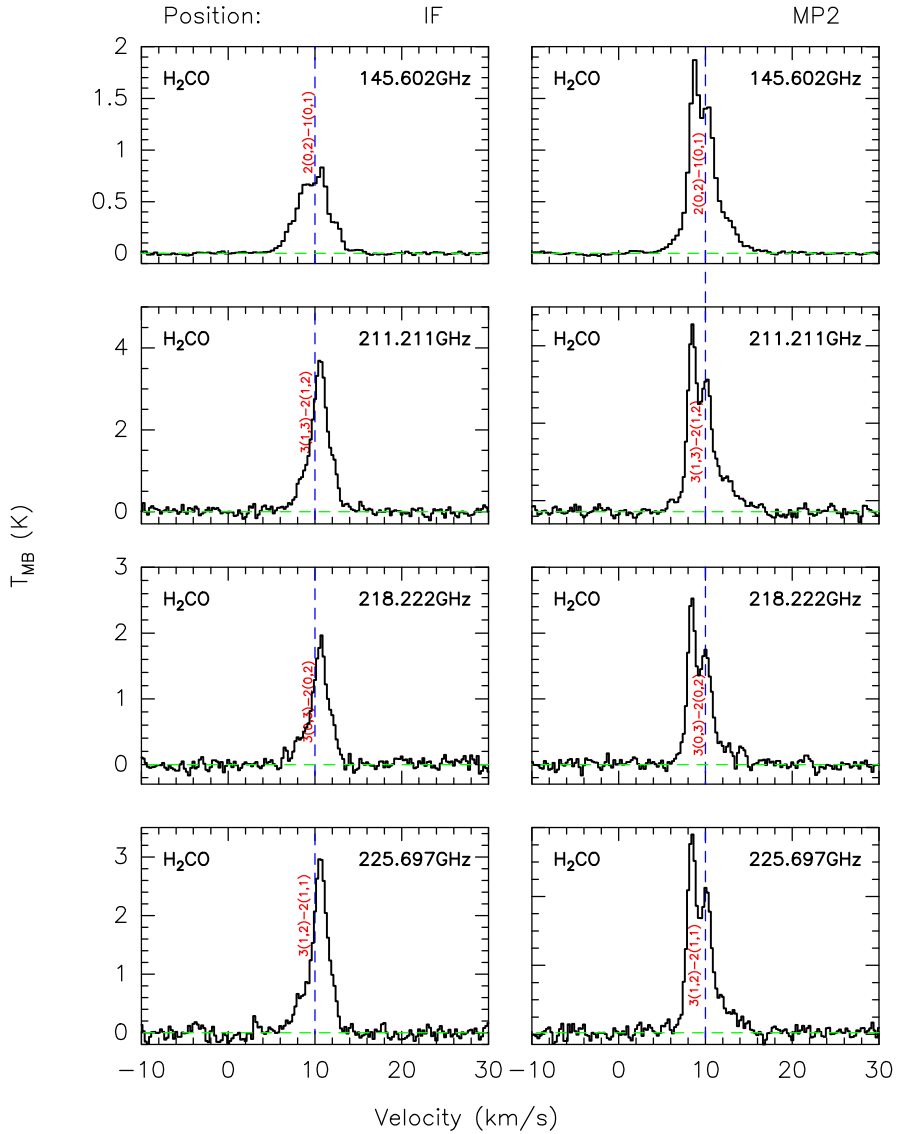 Position: IF MP2
H₂CO 145.602GHz H₂CO 145.602GHz
2(0,2)−1(0,1) 2(0,2)−1(0,1)
2
1.5
1
0.5
0
H₂CO 211.211GHz H₂CO 211.211GHz
3(1,3)−2(1,2) 3(1,3)−2(1,2)
4
2
0
T_MB (K)
H₂CO 218.222GHz H₂CO 218.222GHz
3(0,3)−2(0,2) 3(0,3)−2(0,2)
3
2
1
0
H₂CO 225.697GHz H₂CO 225.697GHz
3(1,2)−2(1,1) 3(1,2)−2(1,1)
3
2
1
0
−10 0 10 20 30 −10 0 10 20 30
Velocity (km/s)